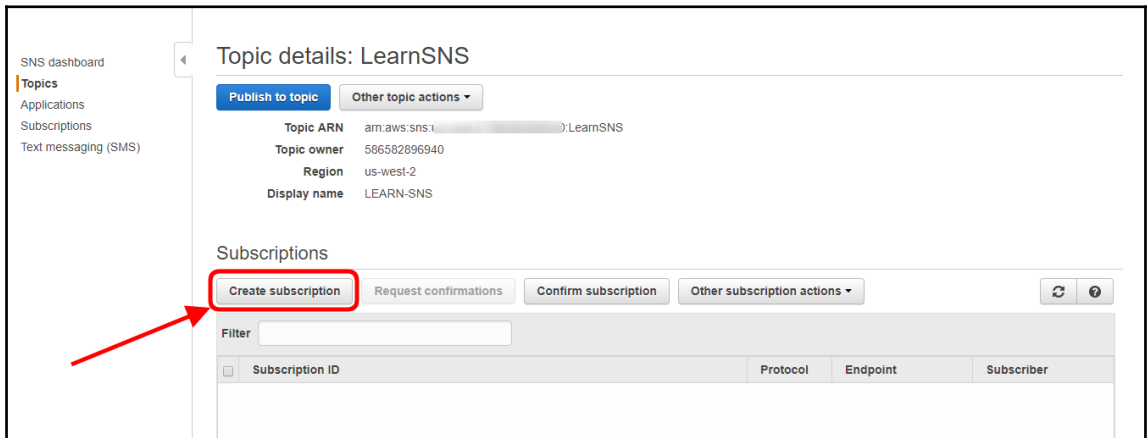 Topic details: LearnSNS
SNS dashboard
Topics
Applications
Subscriptions
Text messaging (SMS)
Publish to topic
Other topic actions
Topic ARN arn:aws:sns: :LearnSNS
Topic owner 586582896940
Region us-west-2
Display name LEARN-SNS
Subscriptions
Create subscription Request confirmations Confirm subscription Other subscription actions
Filter
Subscription ID Protocol Endpoint Subscriber